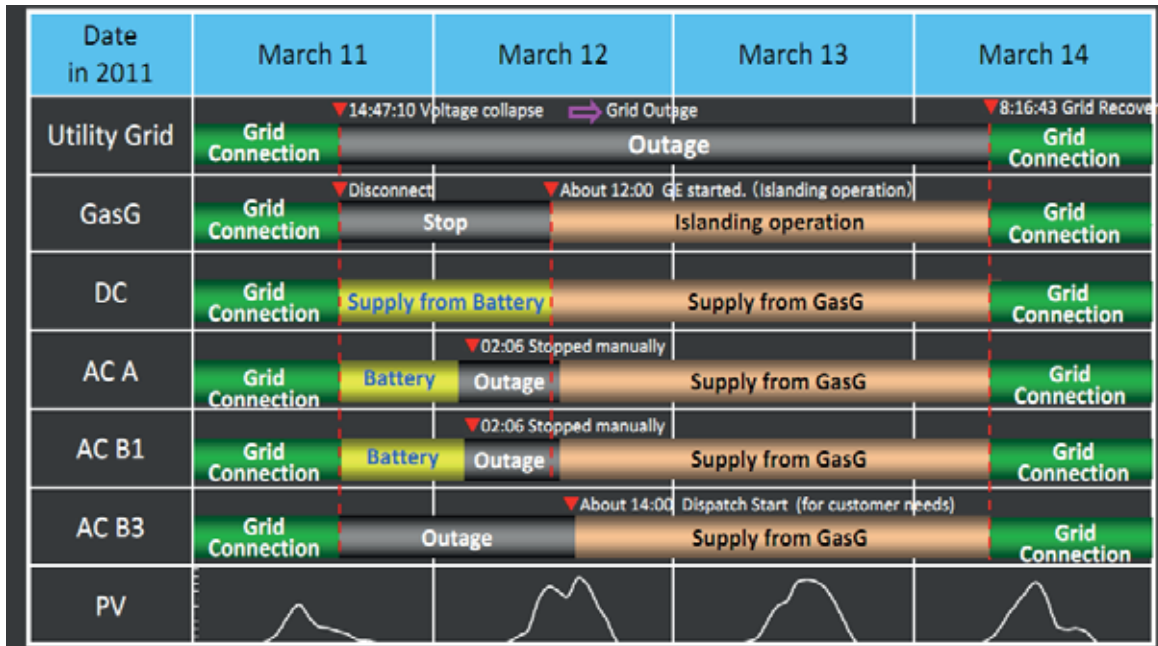 Date
in 2011
March 11
March 12
March 13
March 14
Utility Grid
14:47:10 Voltage collapse
Grid Outage
8:16:43 Grid Recover
Grid
Connection
Outage
Grid
Connection
GasG
Disconnect
About 12:00 GE started. (Islanding operation)
Grid
Connection
Stop
Islanding operation
Grid
Connection
DC
Grid
Connection
Supply from Battery
Supply from GasG
Grid
Connection
AC A
02:06 Stopped manually
Grid
Connection
Battery
Outage
Supply from GasG
Grid
Connection
AC B1
02:06 Stopped manually
Grid
Connection
Battery
Outage
Supply from GasG
Grid
Connection
AC B3
About 14:00 Dispatch Start (for customer needs)
Grid
Connection
Outage
Supply from GasG
Grid
Connection
PV